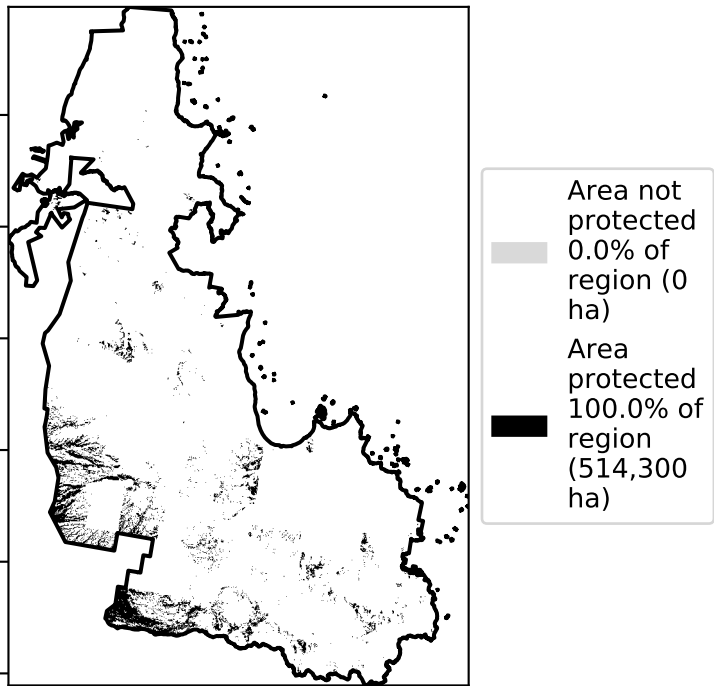 Area not
protected
0.0% of
region (0
ha)
Area
protected
100.0% of
region
(514,300
ha)